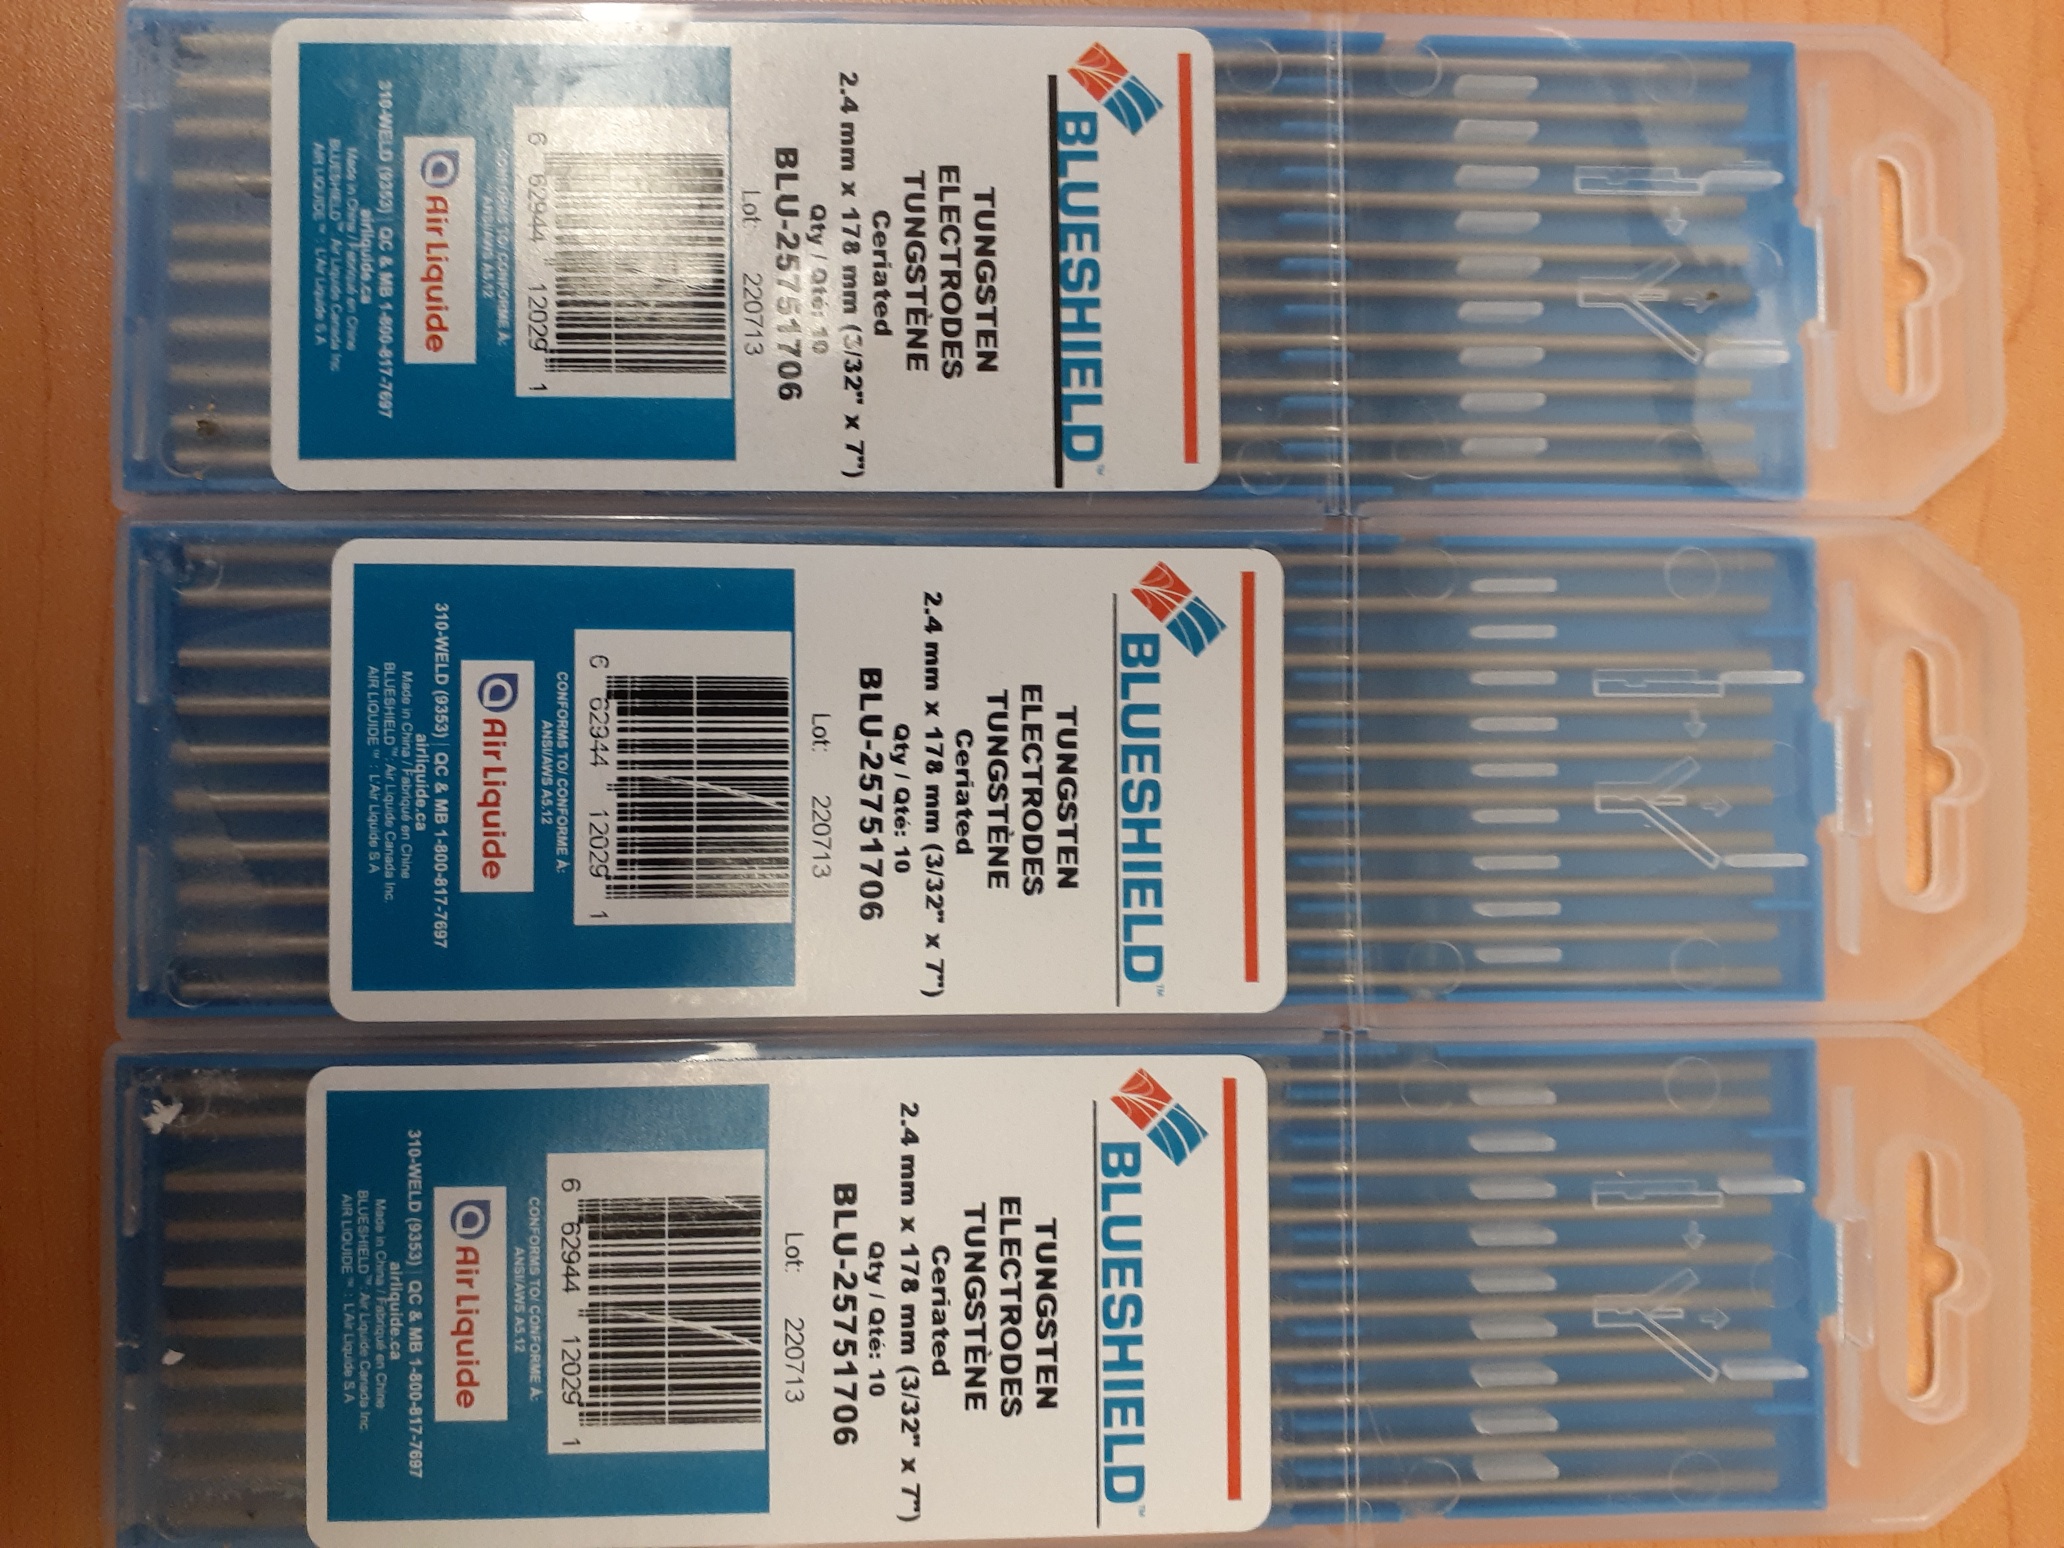 BLUESHIELD™
TUNGSTEN
ELECTRODES
TUNGSTÈNE
Ceriated
2.4 mm x 178 mm (3/32" x 7")
Qty / Qté: 10
BLU-25751706
Lot: 220713
6 62944 12029 1
CONFORMS TO/ CONFORME À:
ANSI/AWS A5.12
Air Liquide
310-WELD (9353) | QC & MB 1-800-817-7697
airliquide.ca
Made in China / Fabriqué en Chine
BLUESHIELD™: Air Liquide Canada Inc.
AIR LIQUIDE™ : L'Air Liquide S.A
BLUESHIELD™
TUNGSTEN
ELECTRODES
TUNGSTÈNE
Ceriated
2.4 mm x 178 mm (3/32" x 7")
Qty / Qté: 10
BLU-25751706
Lot: 220713
6 62944 12029 1
CONFORMS TO/ CONFORME À:
ANSI/AWS A5.12
Air Liquide
310-WELD (9353) | QC & MB 1-800-817-7697
airliquide.ca
Made in China / Fabriqué en Chine
BLUESHIELD™: Air Liquide Canada Inc.
AIR LIQUIDE™ : L'Air Liquide S.A
BLUESHIELD™
TUNGSTEN
ELECTRODES
TUNGSTÈNE
Ceriated
2.4 mm x 178 mm (3/32" x 7")
Qty / Qté: 10
BLU-25751706
Lot: 220713
6 62944 12029 1
CONFORMS TO/ CONFORME À:
ANSI/AWS A5.12
Air Liquide
310-WELD (9353) | QC & MB 1-800-817-7697
airliquide.ca
Made in China / Fabriqué en Chine
BLUESHIELD™: Air Liquide Canada Inc.
AIR LIQUIDE™ : L'Air Liquide S.A